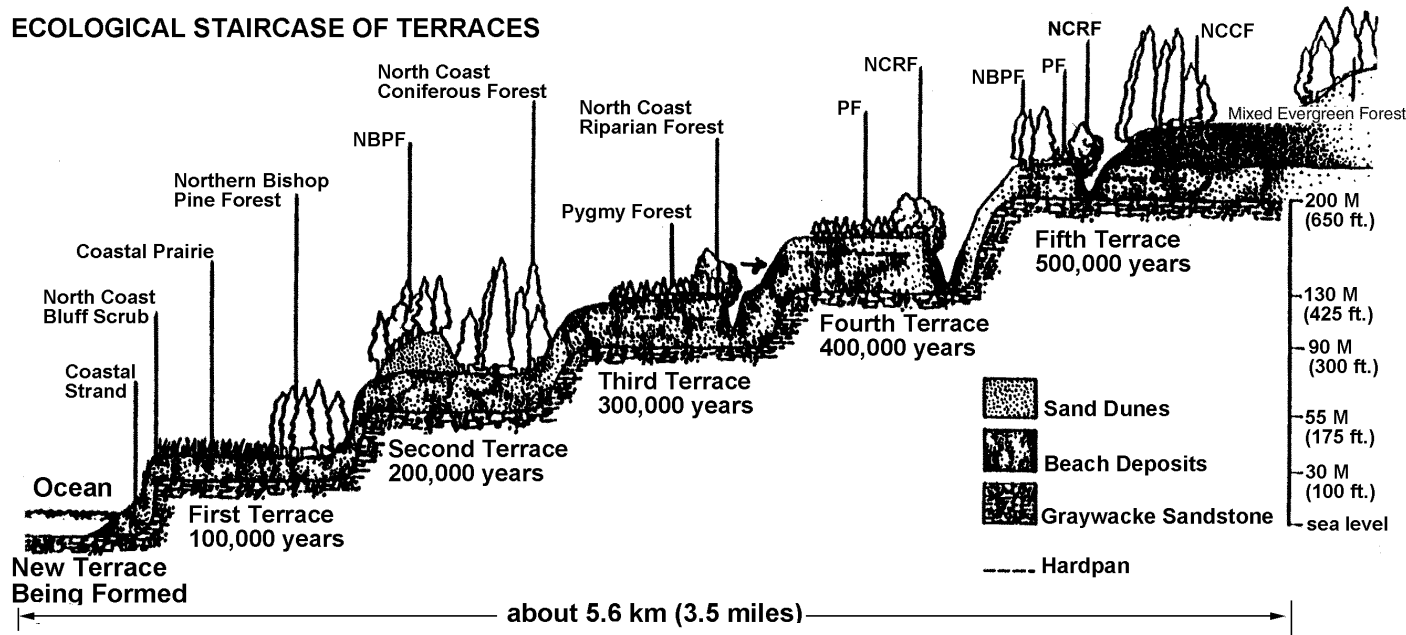 ECOLOGICAL STAIRCASE OF TERRACES
NCRF
NCCF
North Coast
Coniferous Forest
NCRF
PF
NBPF
North Coast
Riparian Forest
PF
Mixed Evergreen Forest
NBPF
Northern Bishop
Pine Forest
Pygmy Forest
Coastal Prairie
North Coast
Bluff Scrub
Coastal
Strand
Ocean
New Terrace
Being Formed
First Terrace
100,000 years
Second Terrace
200,000 years
Third Terrace
300,000 years
Fourth Terrace
400,000 years
Fifth Terrace
500,000 years
200 M
(650 ft.)
130 M
(425 ft.)
90 M
(300 ft.)
55 M
(175 ft.)
30 M
(100 ft.)
sea level
Sand Dunes
Beach Deposits
Graywacke Sandstone
Hardpan
about 5.6 km (3.5 miles)